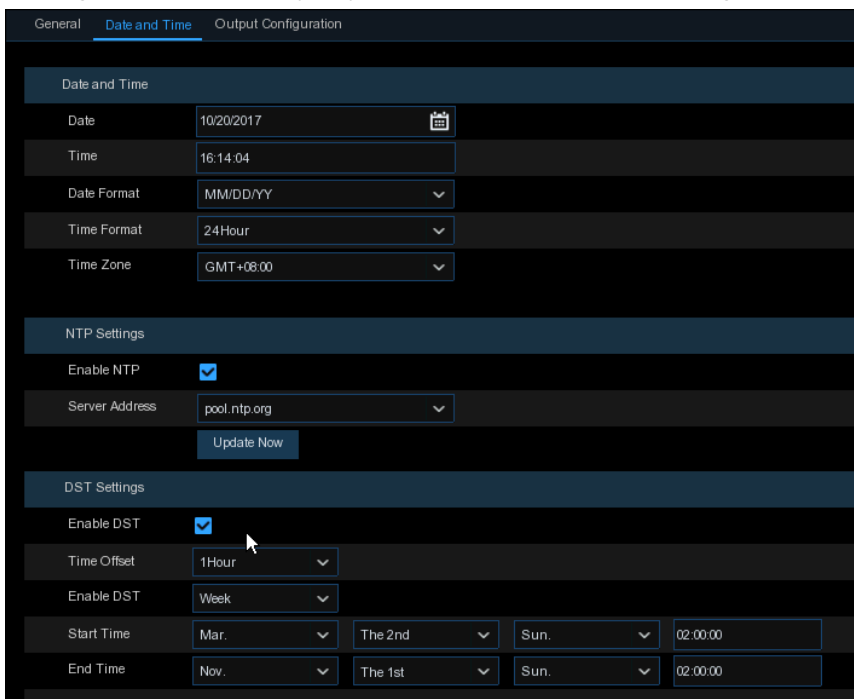 General Date and Time Output Configuration
Date and Time
Date 10/20/2017
Time 16:14:04
Date Format MM/DD/YY
Time Format 24Hour
Time Zone GMT+08:00
NTP Settings
Enable NTP
Server Address pool.ntp.org
Update Now
DST Settings
Enable DST
Time Offset 1Hour
Enable DST Week
Start Time Mar. The 2nd Sun. 02:00:00
End Time Nov. The 1st Sun. 02:00:00